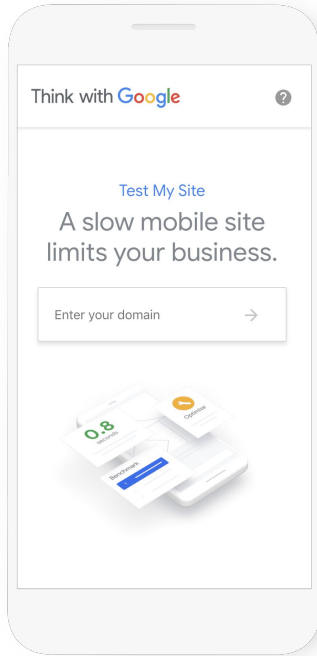 Think with Google
?
Test My Site
A slow mobile site
limits your business.
Enter your domain
0.8
seconds
Optimise
Benchmark